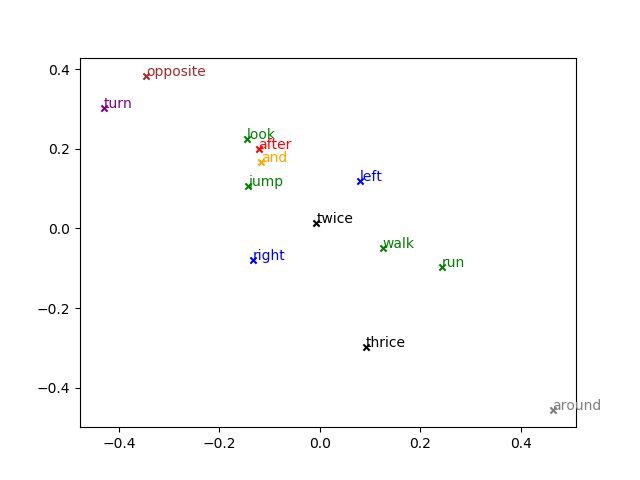 0.4
0.2
0.0
−0.2
−0.4
−0.4
−0.2
0.0
0.2
0.4
opposite
turn
look
after
and
left
jump
twice
walk
right
run
thrice
around